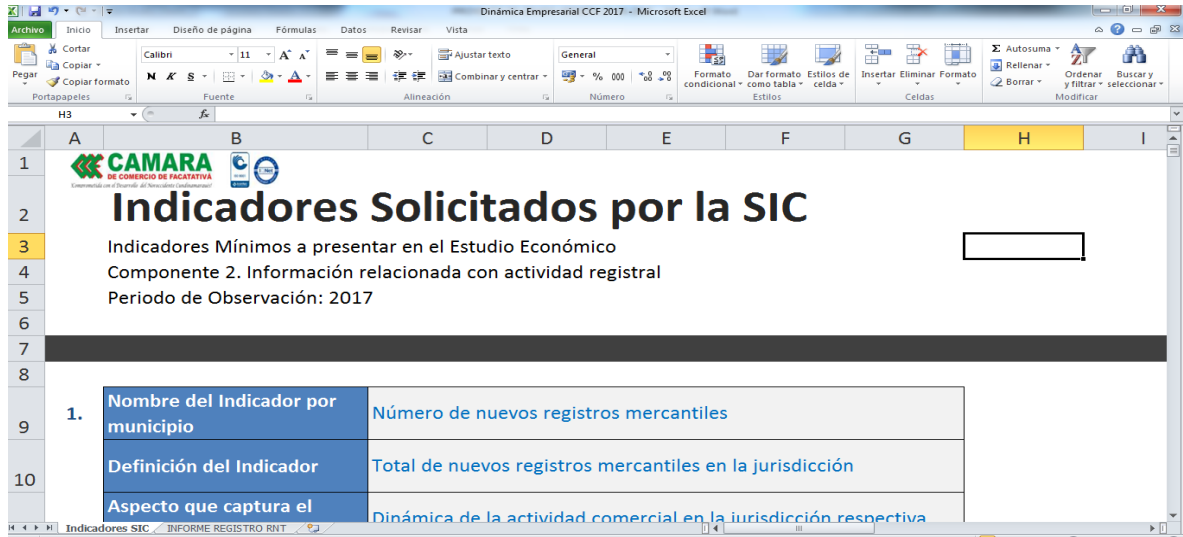 Dinámica Empresarial CCF 2017 - Microsoft Excel
Archivo Inicio Insertar Diseño de página Fórmulas Datos Revisar Vista
Cortar
Copiar
Copiar formato
Pegar
Portapapeles
Calibri 11
N K S
Fuente
Ajustar texto
Combinar y centrar
Alineación
General
% 000
Número
Formato condicional
Dar formato como tabla
Estilos de celda
Estilos
Insertar Eliminar Formato
Celdas
Σ Autosuma
Rellenar
Borrar
Ordenar y filtrar
Buscar y seleccionar
Modificar
H3 fx
A B C D E F G H I
1
CAMARA
DE COMERCIO DE FACATATIVÁ
2 Indicadores Solicitados por la SIC
3 Indicadores Mínimos a presentar en el Estudio Económico
4 Componente 2. Información relacionada con actividad registral
5 Periodo de Observación: 2017
6
7
8
9 1. Nombre del Indicador por municipio Número de nuevos registros mercantiles
10 Definición del Indicador Total de nuevos registros mercantiles en la jurisdicción
Aspecto que captura el Dinámica de la actividad comercial en la jurisdicción respectiva
Indicadores SIC INFORME REGISTRO RNT